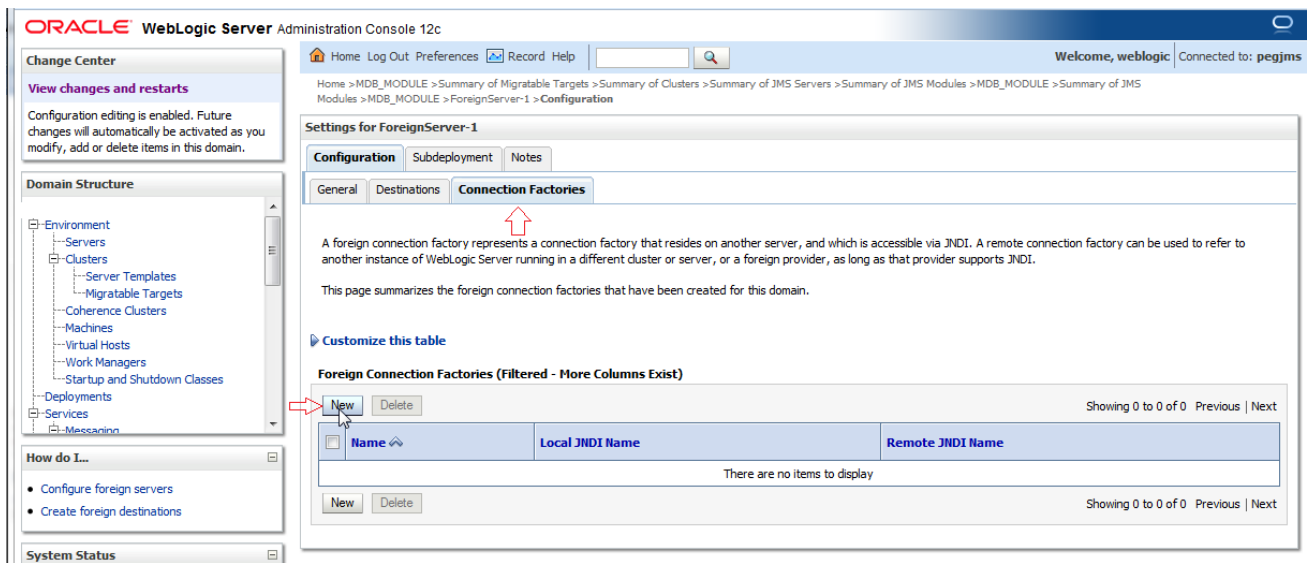 ORACLE WebLogic Server Administration Console 12c
Change Center
View changes and restarts
Configuration editing is enabled. Future
changes will automatically be activated as you
modify, add or delete items in this domain.
Domain Structure
Environment
Servers
Clusters
Server Templates
Migratable Targets
Coherence Clusters
Machines
Virtual Hosts
Work Managers
Startup and Shutdown Classes
Deployments
Services
Messaging
How do I...
Configure foreign servers
Create foreign destinations
System Status
Home Log Out Preferences Record Help
Welcome, weblogic Connected to: pegjms
Home >MDB_MODULE >Summary of Migratable Targets >Summary of Clusters >Summary of JMS Servers >Summary of JMS Modules >MDB_MODULE >Summary of JMS
Modules >MDB_MODULE >ForeignServer-1 >Configuration
Settings for ForeignServer-1
Configuration Subdeployment Notes
General Destinations Connection Factories
A foreign connection factory represents a connection factory that resides on another server, and which is accessible via JNDI. A remote connection factory can be used to refer to
another instance of WebLogic Server running in a different cluster or server, or a foreign provider, as long as that provider supports JNDI.
This page summarizes the foreign connection factories that have been created for this domain.
Customize this table
Foreign Connection Factories (Filtered - More Columns Exist)
New Delete Showing 0 to 0 of 0 Previous | Next
Name Local JNDI Name Remote JNDI Name
There are no items to display
New Delete Showing 0 to 0 of 0 Previous | Next